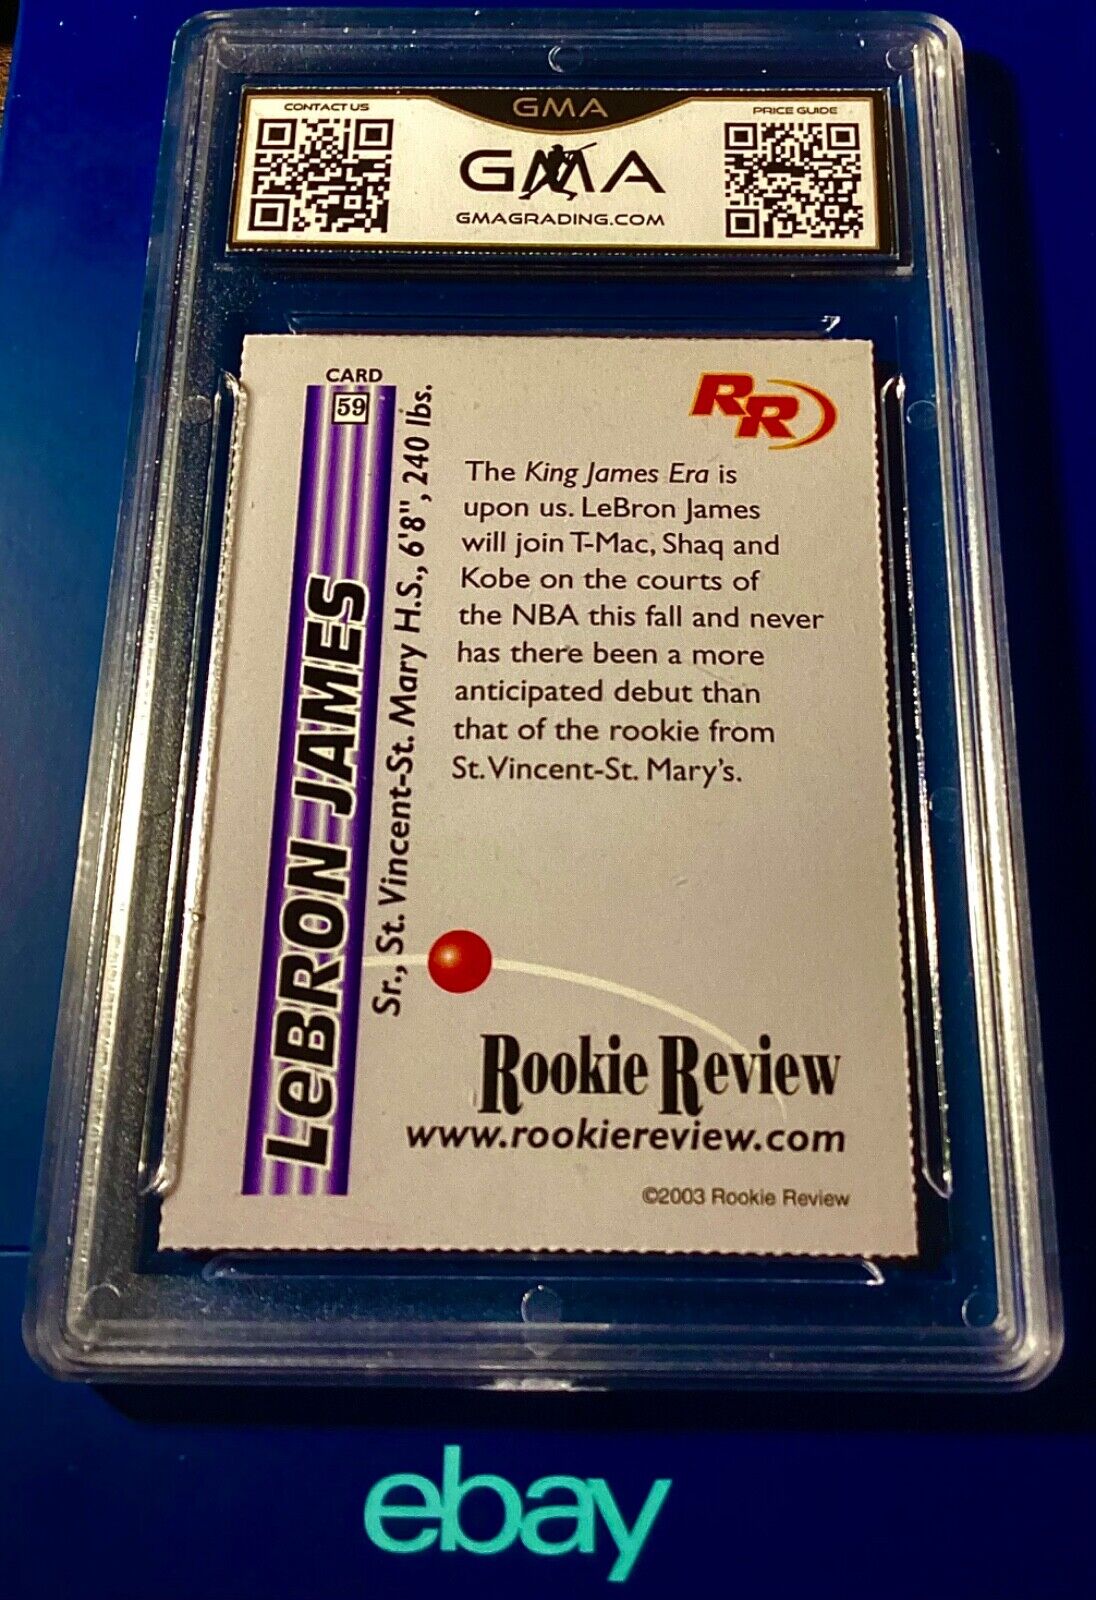 CONTACT US
GMA
PRICE GUIDE
GMA
GMAGRADING.COM
CARD
59
LeBRON JAMES
Sr., St. Vincent-St. Mary H.S., 6'8", 240 lbs.
RR
The King James Era is
upon us. LeBron James
will join T-Mac, Shaq and
Kobe on the courts of
the NBA this fall and never
has there been a more
anticipated debut than
that of the rookie from
St. Vincent-St. Mary's.
Rookie Review
www.rookiereview.com
©2003 Rookie Review
ebay